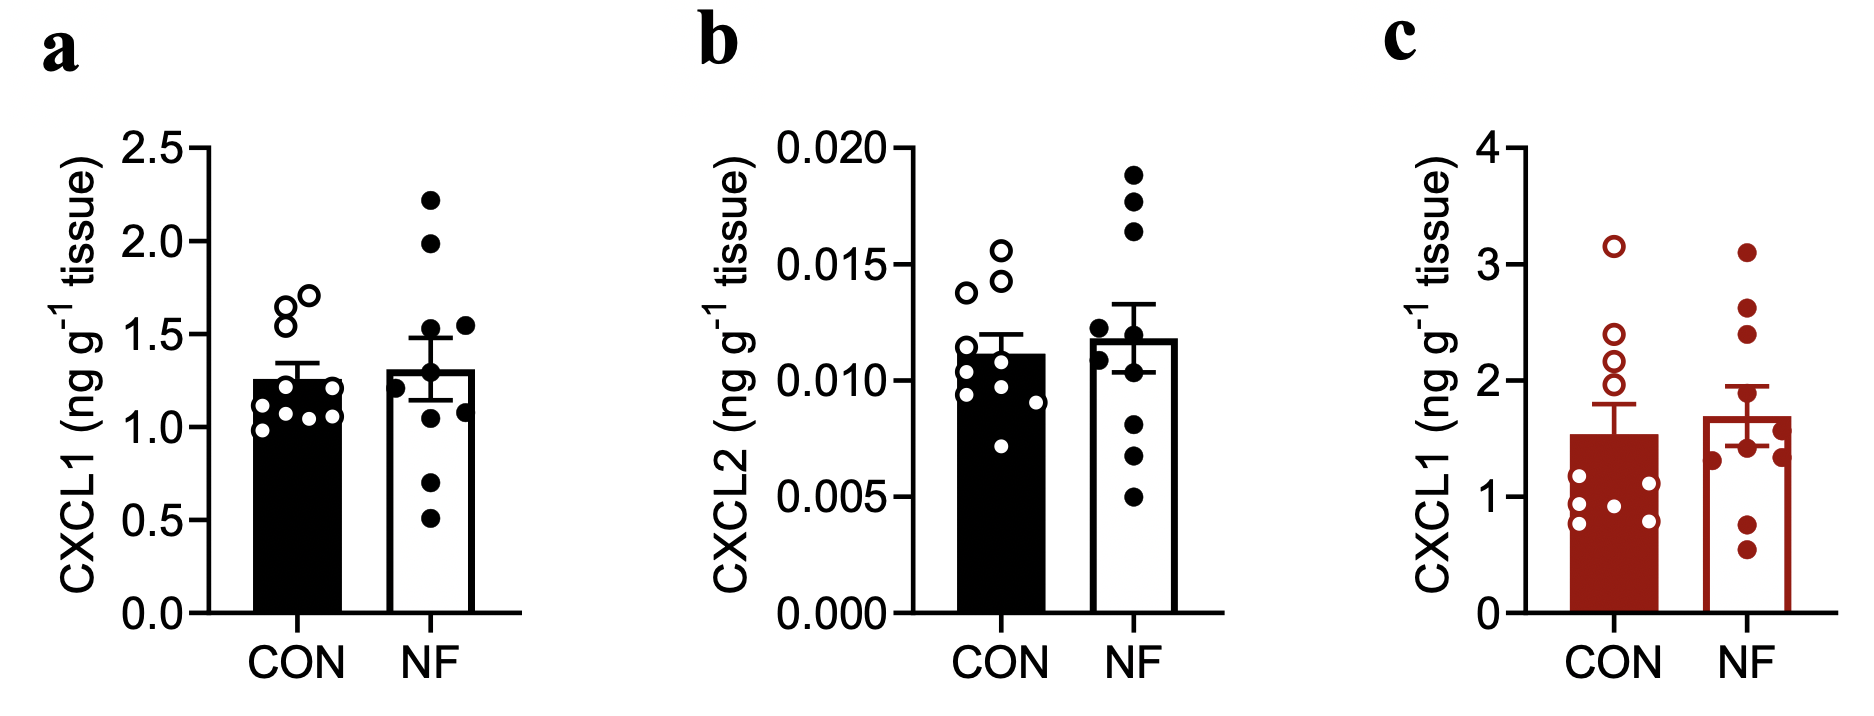 a
CXCL1 (ng g⁻¹ tissue)
2.5
2.0
1.5
1.0
0.5
0.0
CON NF
b
CXCL2 (ng g⁻¹ tissue)
0.020
0.015
0.010
0.005
0.000
CON NF
c
CXCL1 (ng g⁻¹ tissue)
4
3
2
1
0
CON NF